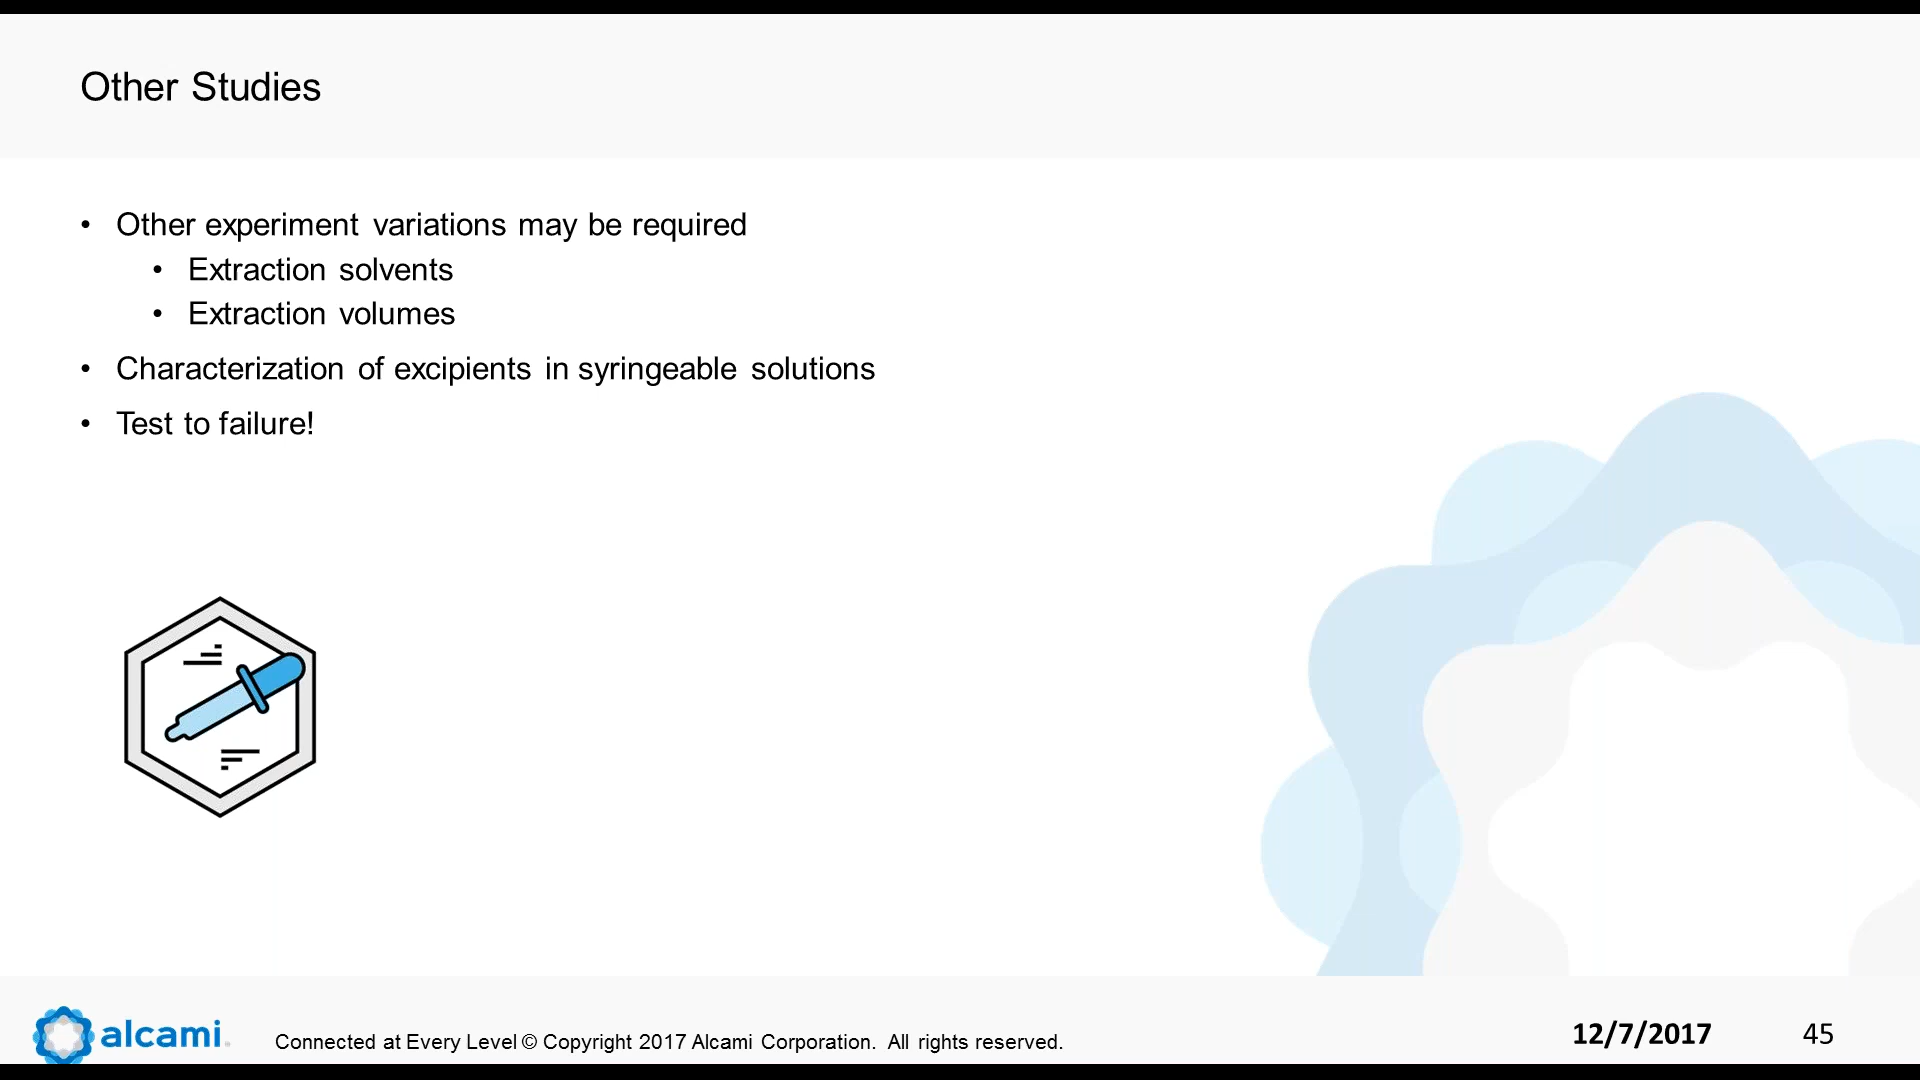 Other Studies
• Other experiment variations may be required
• Extraction solvents
• Extraction volumes
• Characterization of excipients in syringeable solutions
• Test to failure!
alcami
Connected at Every Level © Copyright 2017 Alcami Corporation. All rights reserved.
12/7/2017
45